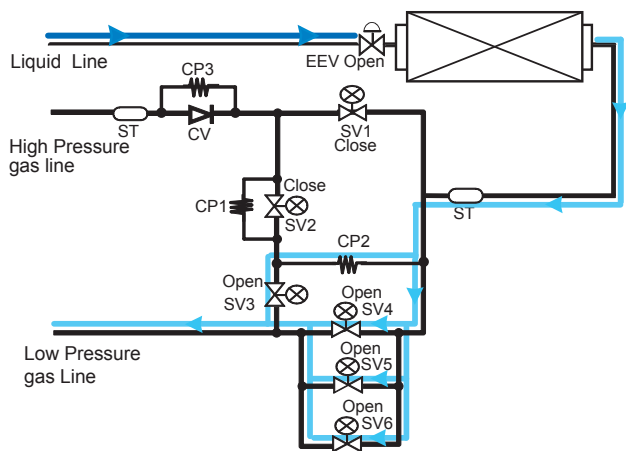 Liquid Line
EEV Open
CP3
ST
CV
SV1
Close
High Pressure
gas line
Close
CP1
SV2
ST
CP2
Open
SV3
Open
SV4
Low Pressure
gas Line
Open
SV5
Open
SV6